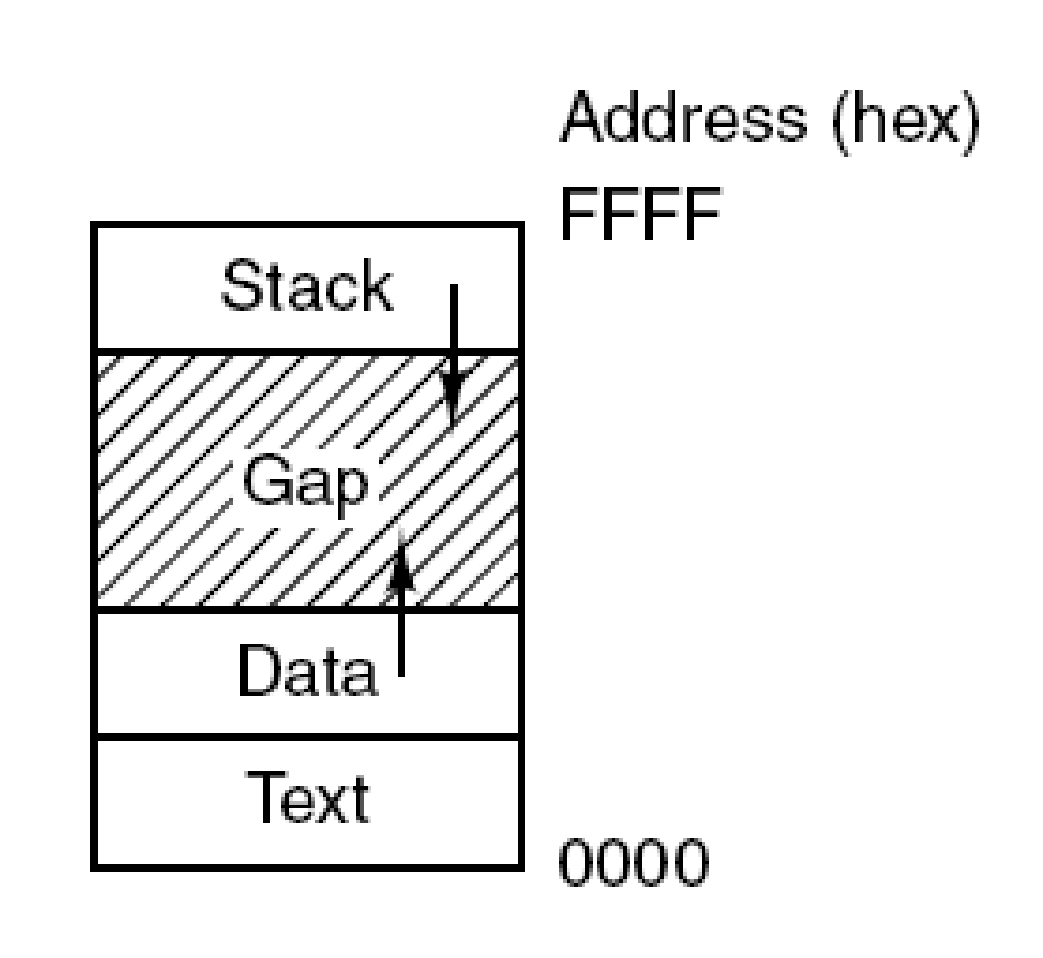 Address (hex)
FFFF
Stack
Gap
Data
Text
0000